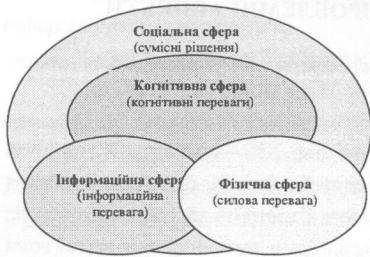 Соціальна сфера
(сумісні рішення)
Когнітивна сфера
(когнітивні переваги)
Інформаційна сфера
(інформаційна
перевага)
Фізична сфера
(силова перевага)